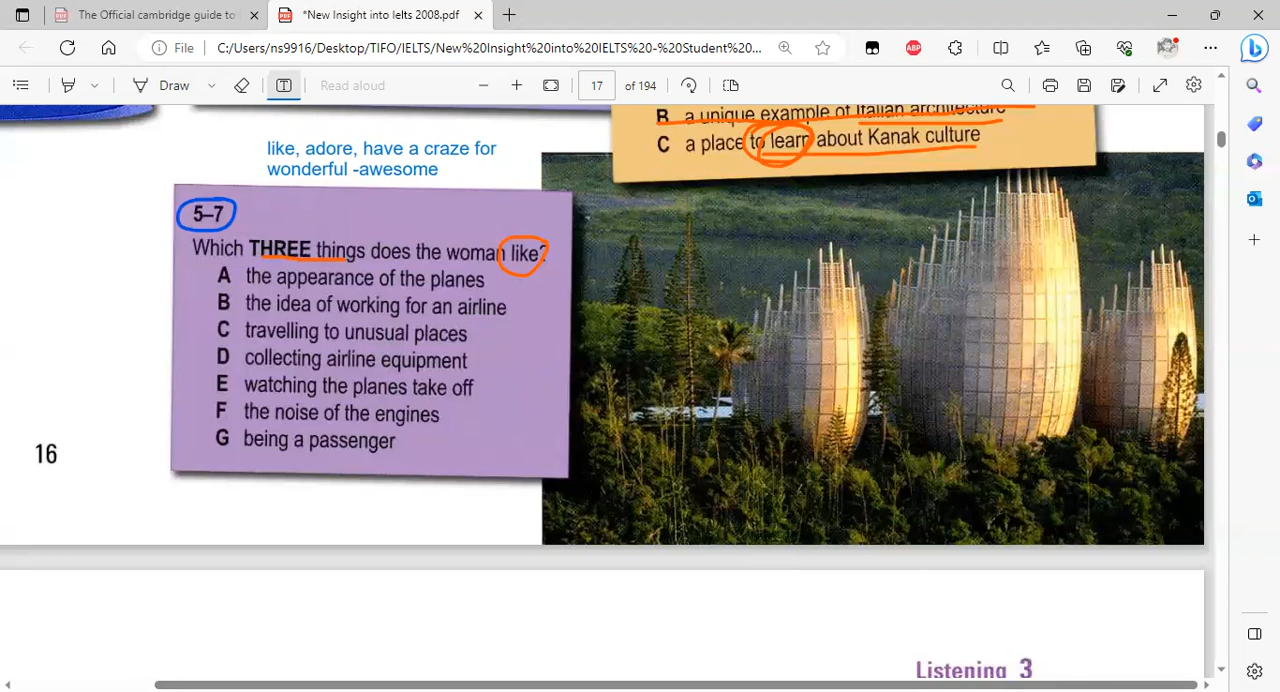 The Official cambridge guide to
*New Insight into Ielts 2008.pdf
File
C:/Users/ns9916/Desktop/TIFO/IELTS/New%20Insight%20into%20IELTS%20-%20Student%20...
ABP
Draw
Read aloud
17
of 194
B a unique example of Italian architecture
C a place to learn about Kanak culture
like, adore, have a craze for
wonderful -awesome
5–7
Which THREE things does the woman like?
A the appearance of the planes
B the idea of working for an airline
C travelling to unusual places
D collecting airline equipment
E watching the planes take off
F the noise of the engines
G being a passenger
16
Listening 3